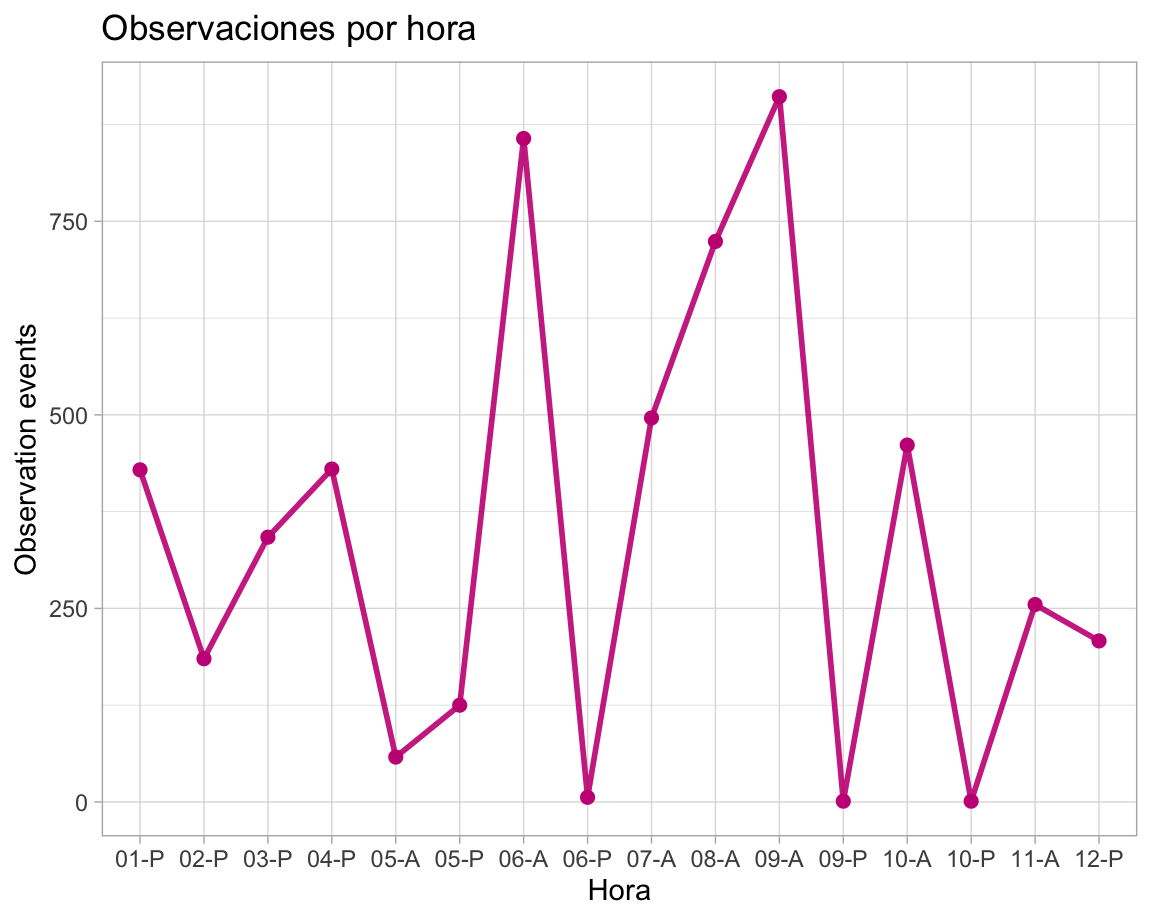 Observaciones por hora
Observation events
750
500
250
0
01-P 02-P 03-P 04-P 05-A 05-P 06-A 06-P 07-A 08-A 09-A 09-P 10-A 10-P 11-A 12-P
Hora